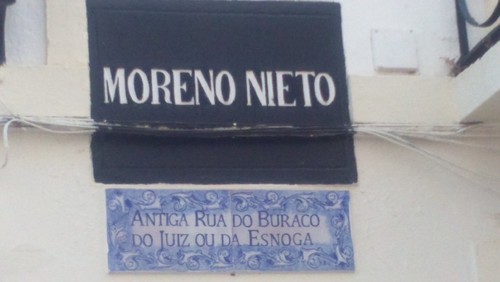 MORENO NIETO
ANTIGA RUA DO BURACO
DO JUIZ OU DA ESNOGA.